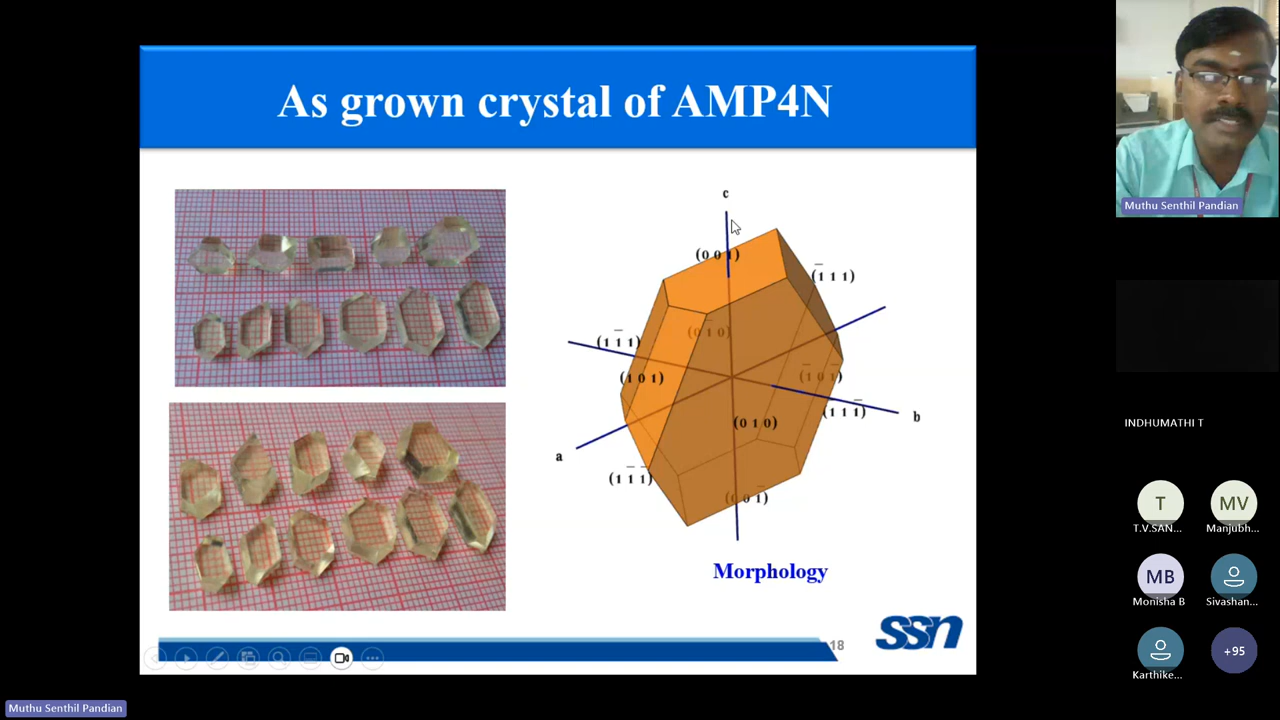 As grown crystal of AMP4N
c
(0 0 1)
(1̅ 1 1)
(0 1̅ 0)
(1 1̅ 1)
(1 0 1)
(1̅ 0 1̅)
(1 1 1̅)
b
(0 1 0)
a
(1 1̅ 1̅)
(0 0 1̅)
Morphology
ssn
18
Muthu Senthil Pandian
INDHUMATHI T
T
MV
T.V.SAN...
Manjubh...
MB
Monisha B
Sivashan...
Karthike...
+95
Muthu Senthil Pandian